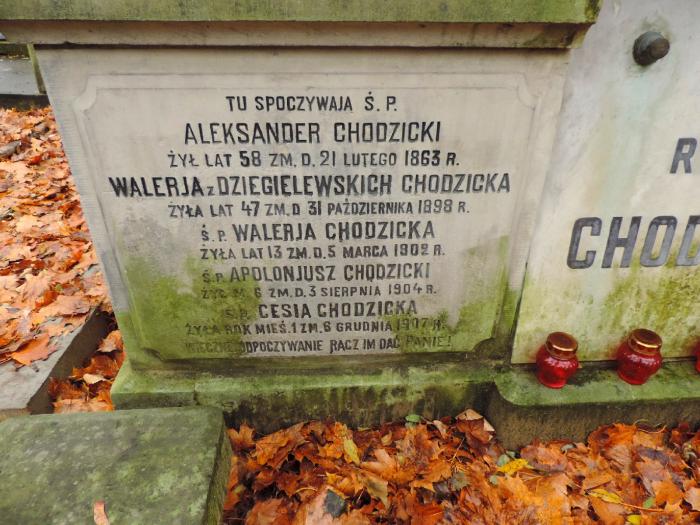 TU SPOCZYWAJA Ś. P.
ALEKSANDER CHODZICKI
ŻYŁ LAT 58 ZM. D. 21 LUTEGO 1863 R.
WALERJA z DZIEGIĘLEWSKICH CHODZICKA
ŻYŁA LAT 47 ZM. D 31 PAŹDZIERNIKA 1898 R.
Ś. P. WALERJA CHODZICKA
ŻYŁA LAT 13 ZM. D 5 MARCA 1902 R.
Ś. P. APOLONJUSZ CHODZICKI
ŻYŁ M. 6 ZM. D. 3 SIERPNIA 1904 R.
Ś. P. CESIA CHODZICKA
ŻYŁA ROK MIEŚ. 1 ZM. 6 GRUDNIA 1907 R.
WIECZNE ODPOCZYWANIE RACZ IM DAĆ PANIE!
R
CHOD